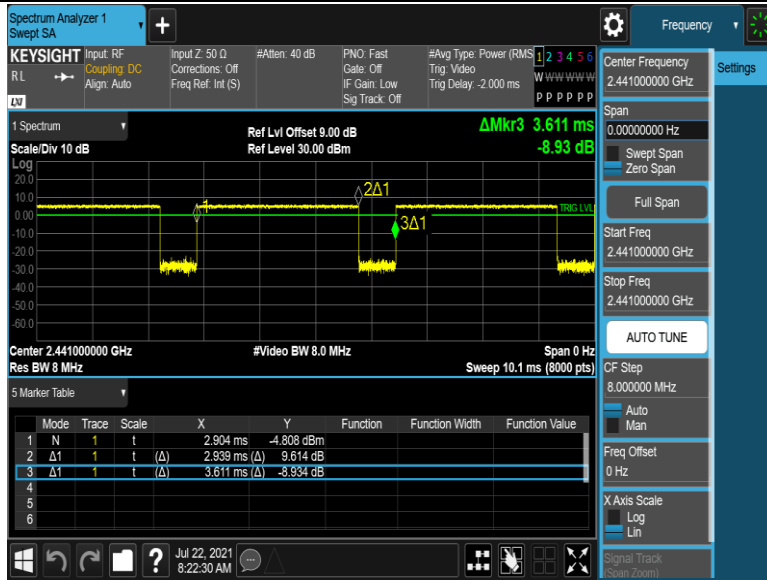 Spectrum Analyzer 1
Swept SA
Frequency
KEYSIGHT
RL
LXI
Input: RF
Coupling: DC
Align: Auto
Input Z: 50 Ω
Corrections: Off
Freq Ref: Int (S)
#Atten: 40 dB
PNO: Fast
Gate: Off
IF Gain: Low
Sig Track: Off
#Avg Type: Power (RMS
Trig: Video
Trig Delay: -2.000 ms
1 2 3 4 5 6
W W W W W W
P P P P P P
1 Spectrum
Scale/Div 10 dB
Ref Lvl Offset 9.00 dB
Ref Level 30.00 dBm
ΔMkr3 3.611 ms
-8.93 dB
Log
20.0
10.0
0.00
-10.0
-20.0
-30.0
-40.0
-50.0
-60.0
1
2Δ1
3Δ1
TRIG LVL
Center 2.441000000 GHz
Res BW 8 MHz
#Video BW 8.0 MHz
Span 0 Hz
Sweep 10.1 ms (8000 pts)
5 Marker Table
Mode Trace Scale X Y Function Function Width Function Value
1 N 1 t 2.904 ms -4.808 dBm
2 Δ1 1 t (Δ) 2.939 ms (Δ) 9.614 dB
3 Δ1 1 t (Δ) 3.611 ms (Δ) -8.934 dB
4
5
6
Jul 22, 2021
8:22:30 AM
?
Settings
Center Frequency
2.441000000 GHz
Span
0.00000000 Hz
Swept Span
Zero Span
Full Span
Start Freq
2.441000000 GHz
Stop Freq
2.441000000 GHz
AUTO TUNE
CF Step
8.000000 MHz
Auto
Man
Freq Offset
0 Hz
X Axis Scale
Log
Lin
Signal Track
(Span Zoom)